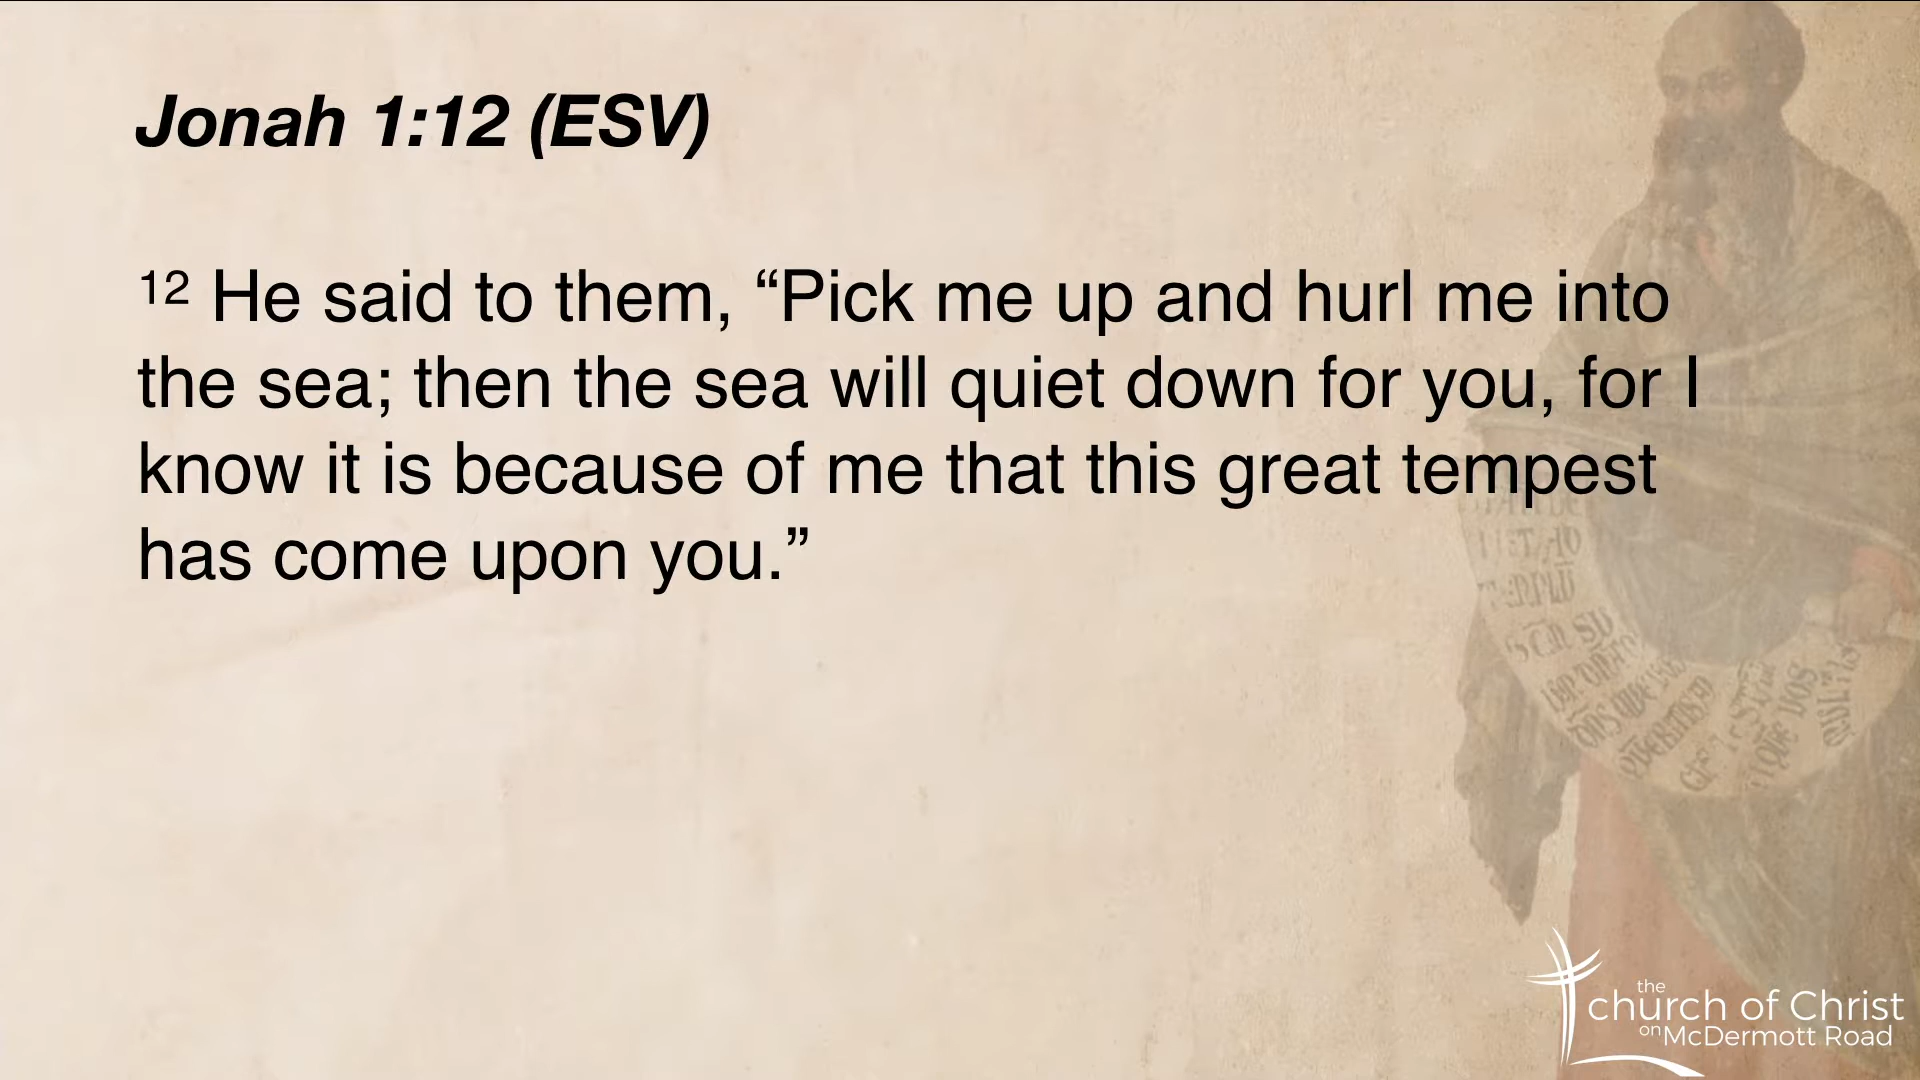 Jonah 1:12 (ESV)
12 He said to them, “Pick me up and hurl me into
the sea; then the sea will quiet down for you, for I
know it is because of me that this great tempest
has come upon you.”
the
church of Christ
on McDermott Road